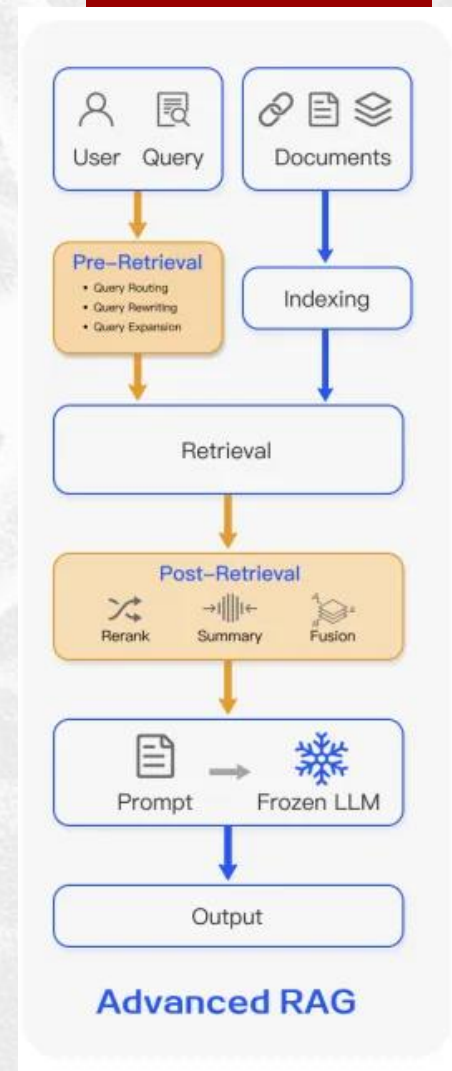 User Query
Documents
Pre-Retrieval
• Query Routing
• Query Rewriting
• Query Expansion
Indexing
Retrieval
Post-Retrieval
Rerank Summary Fusion
Prompt Frozen LLM
Output
Advanced RAG